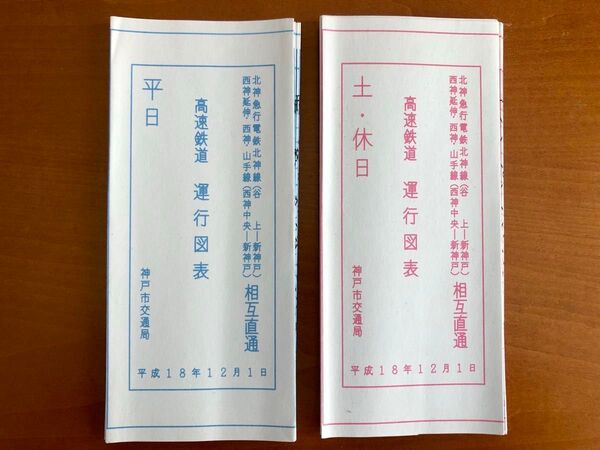 北神急行電鉄北神線(谷 上―新神戸)
西神延伸・西神・山手線(西神中央―新神戸)
相互直通
高速鉄道 運行図表
平日
神戸市交通局
平成18年12月1日
北神急行電鉄北神線(谷 上―新神戸)
西神延伸・西神・山手線(西神中央―新神戸)
相互直通
高速鉄道 運行図表
土・休日
神戸市交通局
平成18年12月1日